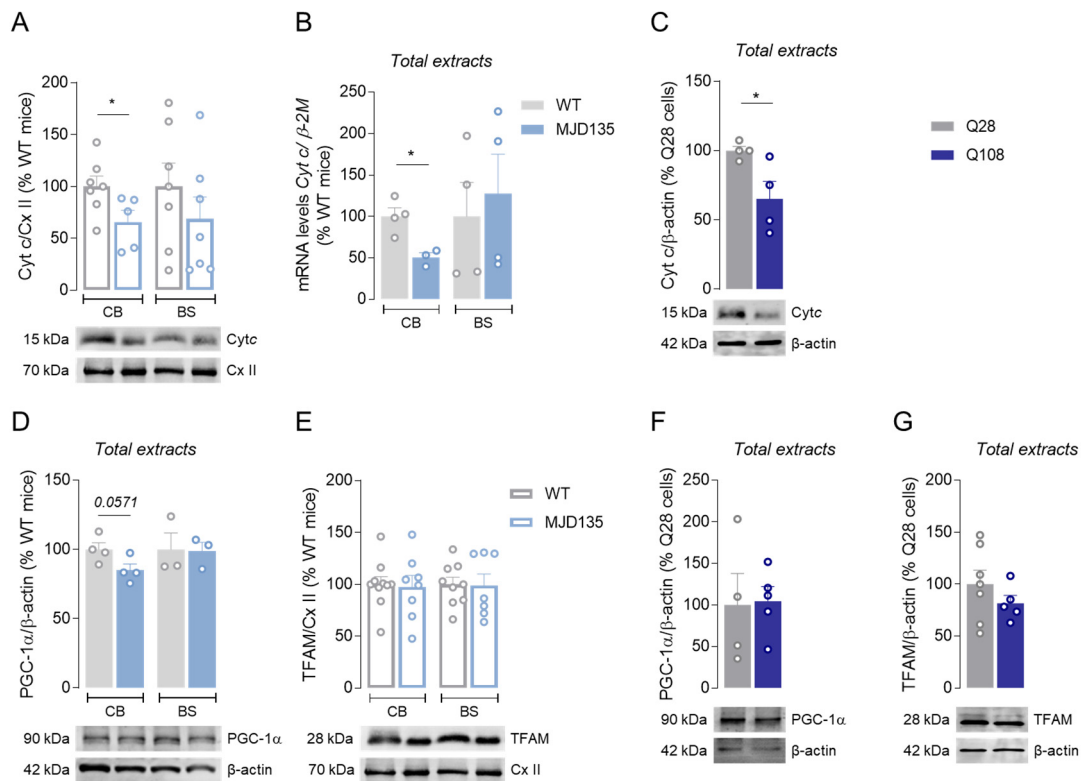 A
Cyt c/Cx II (% WT mice)
200
150
100
50
0
*
CB
BS
15 kDa
Cytc
70 kDa
Cx II
B
Total extracts
mRNA levels Cyt c/ β-2M
(% WT mice)
250
200
150
100
50
0
*
CB
BS
WT
MJD135
C
Total extracts
Cyt c/β-actin (% Q28 cells)
150
100
50
0
*
15 kDa
Cytc
42 kDa
β-actin
Q28
Q108
D
Total extracts
PGC-1α/β-actin (% WT mice)
150
100
50
0
0.0571
CB
BS
90 kDa
PGC-1α
42 kDa
β-actin
E
TFAM/Cx II (% WT mice)
200
150
100
50
0
WT
MJD135
CB
BS
28 kDa
TFAM
70 kDa
Cx II
F
Total extracts
PGC-1α/β-actin (% Q28 cells)
250
200
150
100
50
0
90 kDa
PGC-1α
42 kDa
β-actin
G
Total extracts
TFAM/β-actin (% Q28 cells)
200
150
100
50
0
28 kDa
TFAM
42 kDa
β-actin